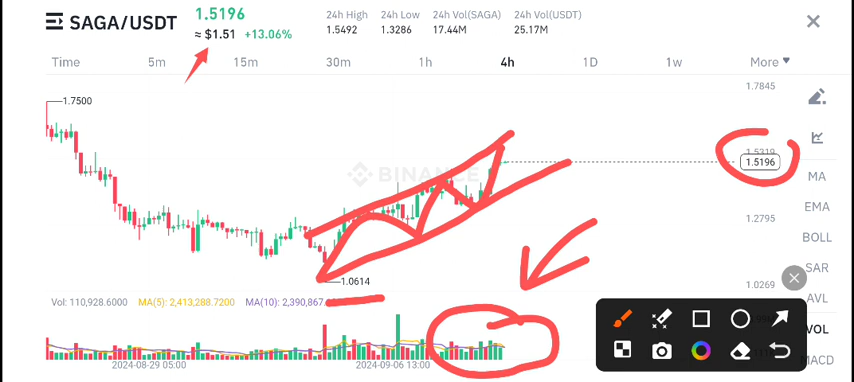 SAGA/USDT
1.5196
≈ $1.51 +13.06%
24h High 24h Low 24h Vol(SAGA) 24h Vol(USDT)
1.5492 1.3286 17.44M 25.17M
Time 5m 15m 30m 1h 4h 1D 1w More
1.7845
1.7500
1.5196
BINANCE
MA
EMA
1.2795
BOLL
SAR
1.0614
1.0269
AVL
Vol: 110,928.6000 MA(5): 2,413,288.7200 MA(10): 2,390,867.
VOL
MACD
2024-08-29 05:00 2024-09-06 13:00